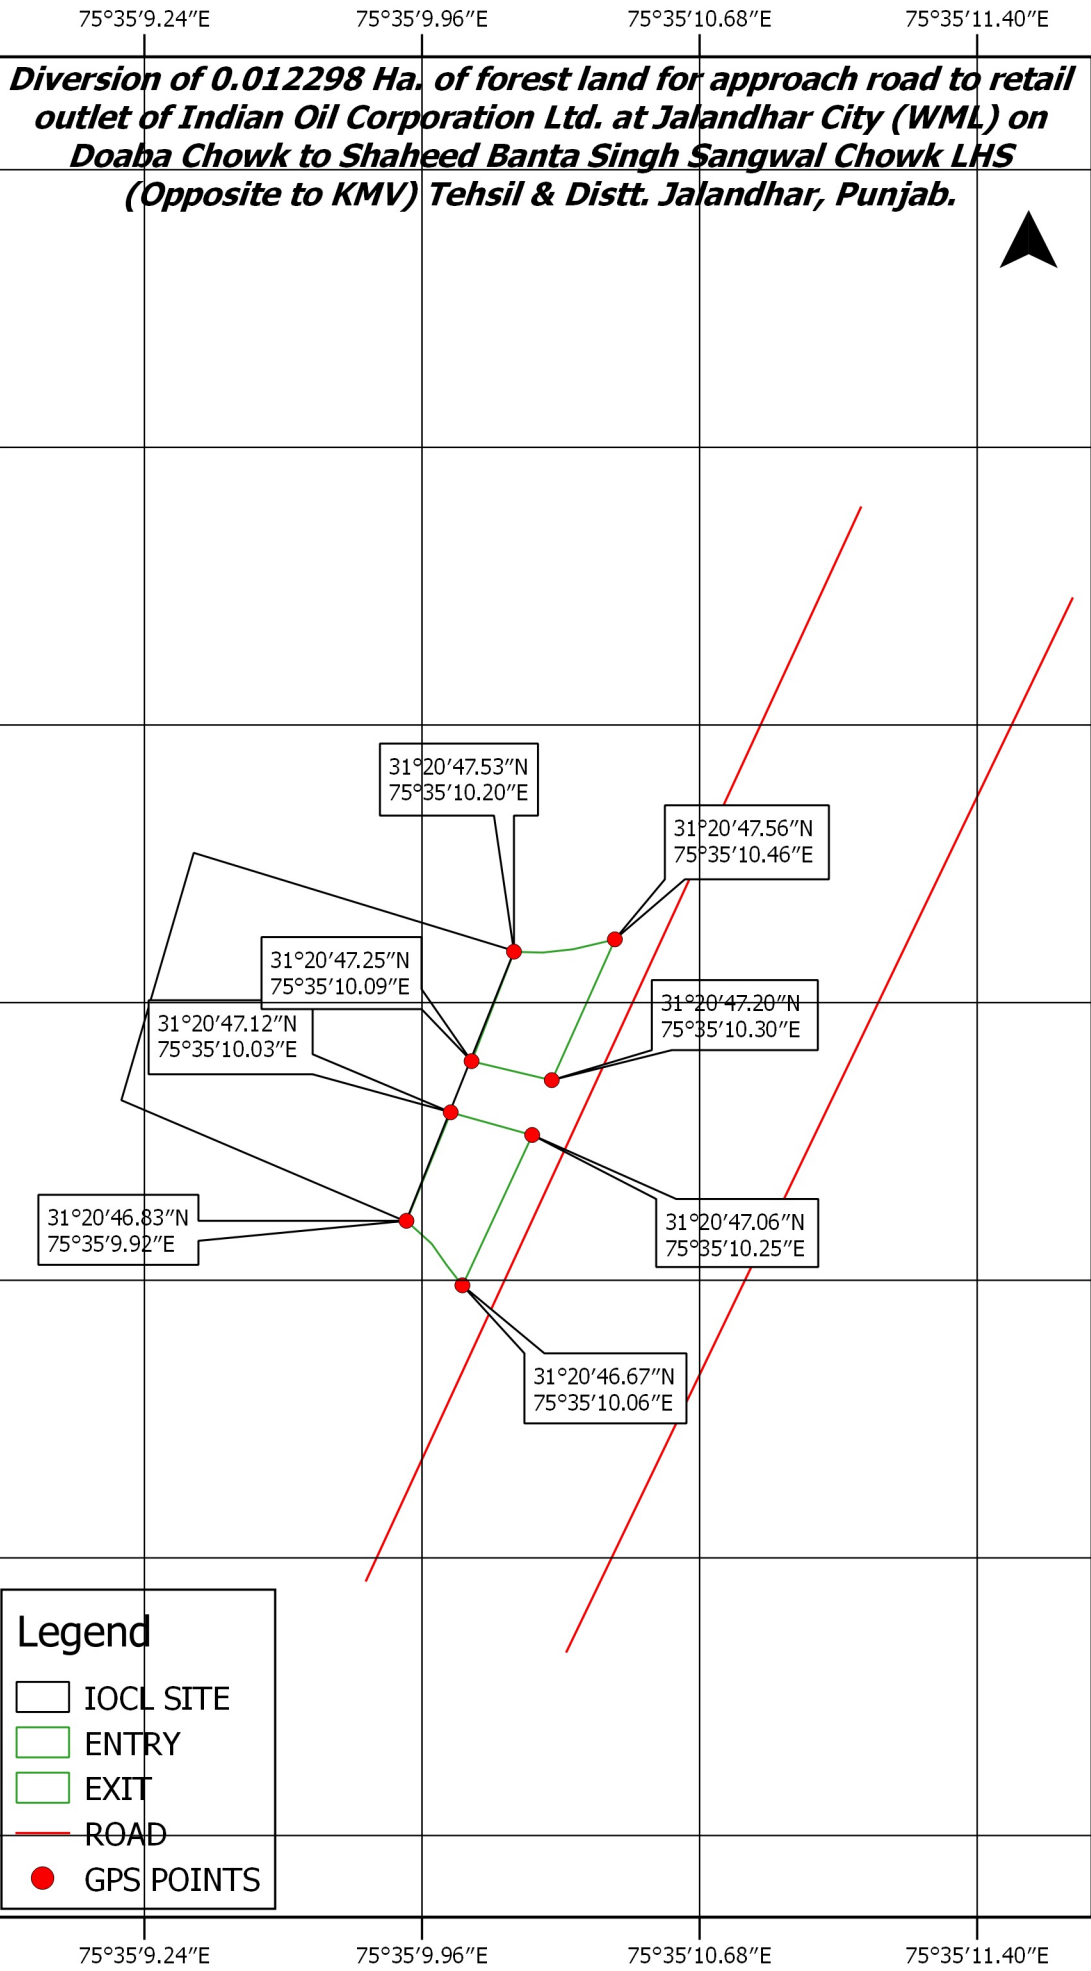 75°35′9.24″E 75°35′9.96″E 75°35′10.68″E 75°35′11.40″E
Diversion of 0.012298 Ha. of forest land for approach road to retail
outlet of Indian Oil Corporation Ltd. at Jalandhar City (WML) on
Doaba Chowk to Shaheed Banta Singh Sangwal Chowk LHS
(Opposite to KMV) Tehsil & Distt. Jalandhar, Punjab.
31°20′47.53″N
75°35′10.20″E
31°20′47.56″N
75°35′10.46″E
31°20′47.25″N
75°35′10.09″E
31°20′47.20″N
75°35′10.30″E
31°20′47.12″N
75°35′10.03″E
31°20′46.83″N
75°35′9.92″E
31°20′47.06″N
75°35′10.25″E
31°20′46.67″N
75°35′10.06″E
Legend
IOCL SITE
ENTRY
EXIT
ROAD
GPS POINTS
75°35′9.24″E 75°35′9.96″E 75°35′10.68″E 75°35′11.40″E